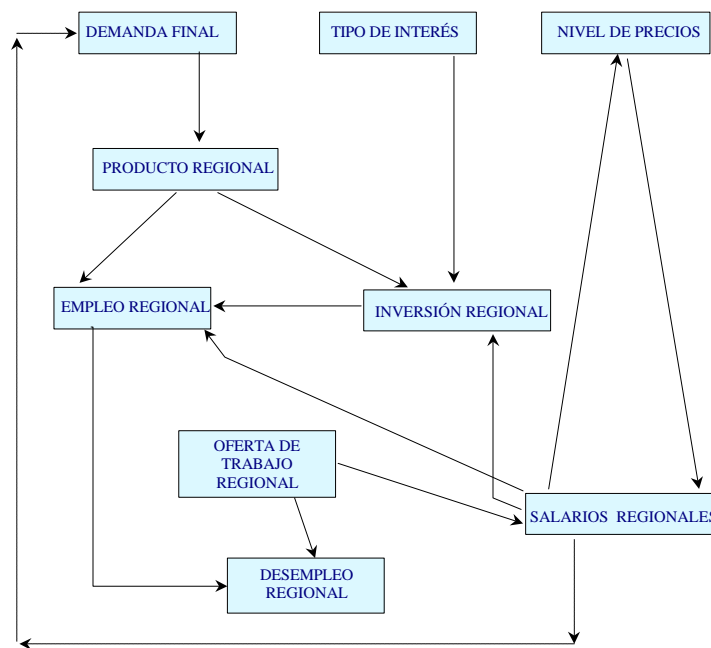 DEMANDA FINAL
TIPO DE INTERÉS
NIVEL DE PRECIOS
PRODUCTO REGIONAL
EMPLEO REGIONAL
INVERSIÓN REGIONAL
OFERTA DE
TRABAJO
REGIONAL
SALARIOS REGIONALES
DESEMPLEO
REGIONAL